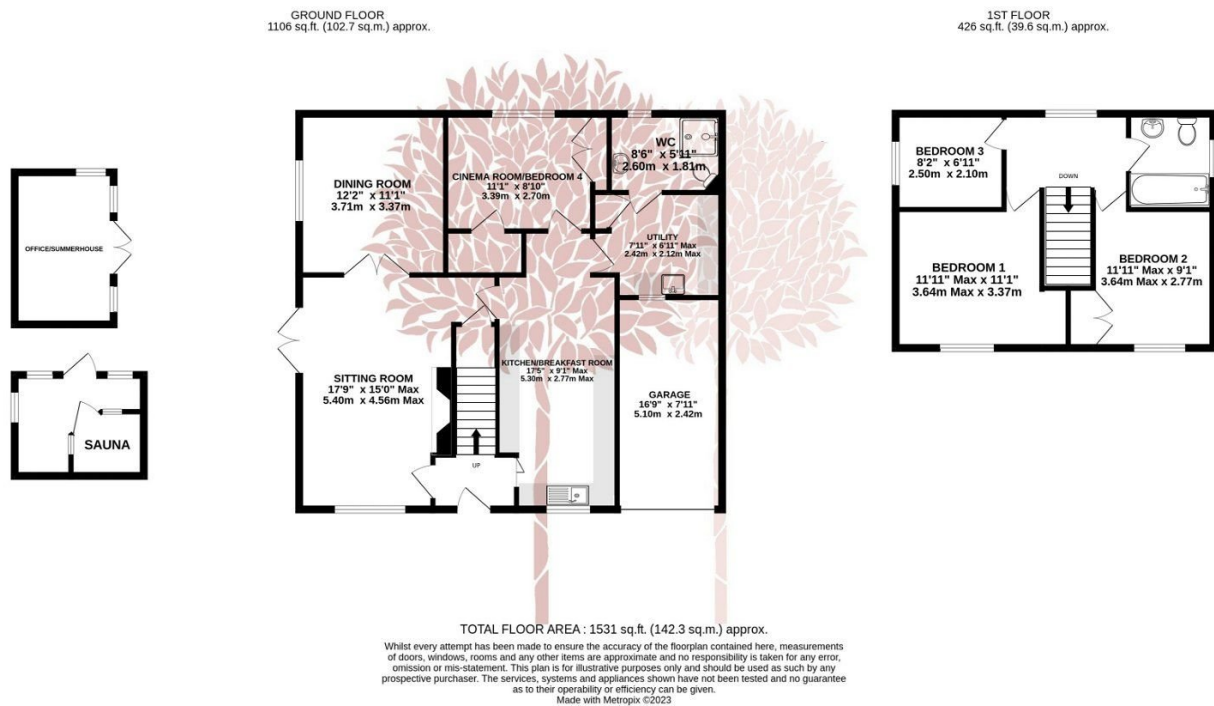 GROUND FLOOR
1106 sq.ft. (102.7 sq.m.) approx.
1ST FLOOR
426 sq.ft. (39.6 sq.m.) approx.
OFFICE/SUMMERHOUSE
SAUNA
DINING ROOM
12'2" x 11'1"
3.71m x 3.37m
CINEMA ROOM/BEDROOM 4
11'1" x 8'10"
3.39m x 2.70m
WC
8'6" x 5'11"
2.60m x 1.81m
UTILITY
7'11" x 6'11" Max
2.42m x 2.12m Max
SITTING ROOM
17'9" x 15'0" Max
5.40m x 4.56m Max
UP
KITCHEN/BREAKFAST ROOM
17'5" x 9'1" Max
5.30m x 2.77m Max
GARAGE
16'9" x 7'11"
5.10m x 2.42m
BEDROOM 3
8'2" x 6'11"
2.50m x 2.10m
DOWN
BEDROOM 1
11'11" Max x 11'1"
3.64m Max x 3.37m
BEDROOM 2
11'11" Max x 9'1"
3.64m Max x 2.77m
TOTAL FLOOR AREA : 1531 sq.ft. (142.3 sq.m.) approx.
Whilst every attempt has been made to ensure the accuracy of the floorplan contained here, measurements
of doors, windows, rooms and any other items are approximate and no responsibility is taken for any error,
omission or mis-statement. This plan is for illustrative purposes only and should be used as such by any
prospective purchaser. The services, systems and appliances shown have not been tested and no guarantee
as to their operability or efficiency can be given.
Made with Metropix ©2023